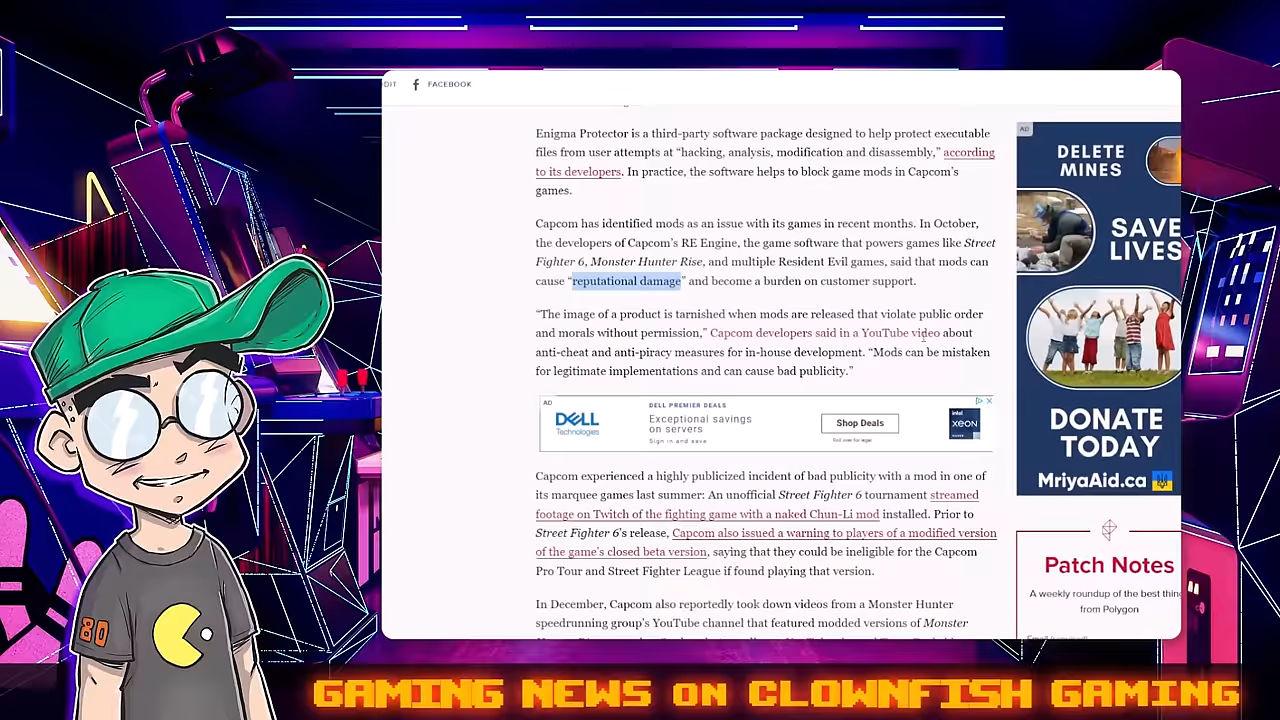 DIT FACEBOOK
Enigma Protector is a third-party software package designed to help protect executable
files from user attempts at “hacking, analysis, modification and disassembly,” according
to its developers. In practice, the software helps to block game mods in Capcom’s
games.
Capcom has identified mods as an issue with its games in recent months. In October,
the developers of Capcom’s RE Engine, the game software that powers games like Street
Fighter 6, Monster Hunter Rise, and multiple Resident Evil games, said that mods can
cause “reputational damage” and become a burden on customer support.
“The image of a product is tarnished when mods are released that violate public order
and morals without permission,” Capcom developers said in a YouTube video about
anti-cheat and anti-piracy measures for in-house development. “Mods can be mistaken
for legitimate implementations and can cause bad publicity.”
AD
DELL
Technologies
DELL PREMIER DEALS
Exceptional savings
on servers
Sign in and save
Shop Deals
intel
XEON
Capcom experienced a highly publicized incident of bad publicity with a mod in one of
its marquee games last summer: An unofficial Street Fighter 6 tournament streamed
footage on Twitch of the fighting game with a naked Chun-Li mod installed. Prior to
Street Fighter 6’s release, Capcom also issued a warning to players of a modified version
of the game’s closed beta version, saying that they could be ineligible for the Capcom
Pro Tour and Street Fighter League if found playing that version.
In December, Capcom also reportedly took down videos from a Monster Hunter
speedrunning group’s YouTube channel that featured modded versions of Monster
AD
DELETE
MINES
SAVE
LIVES
DONATE
TODAY
MriyaAid.ca
Patch Notes
A weekly roundup of the best thing
from Polygon
80
GAMING NEWS ON CLOWNFISH GAMING